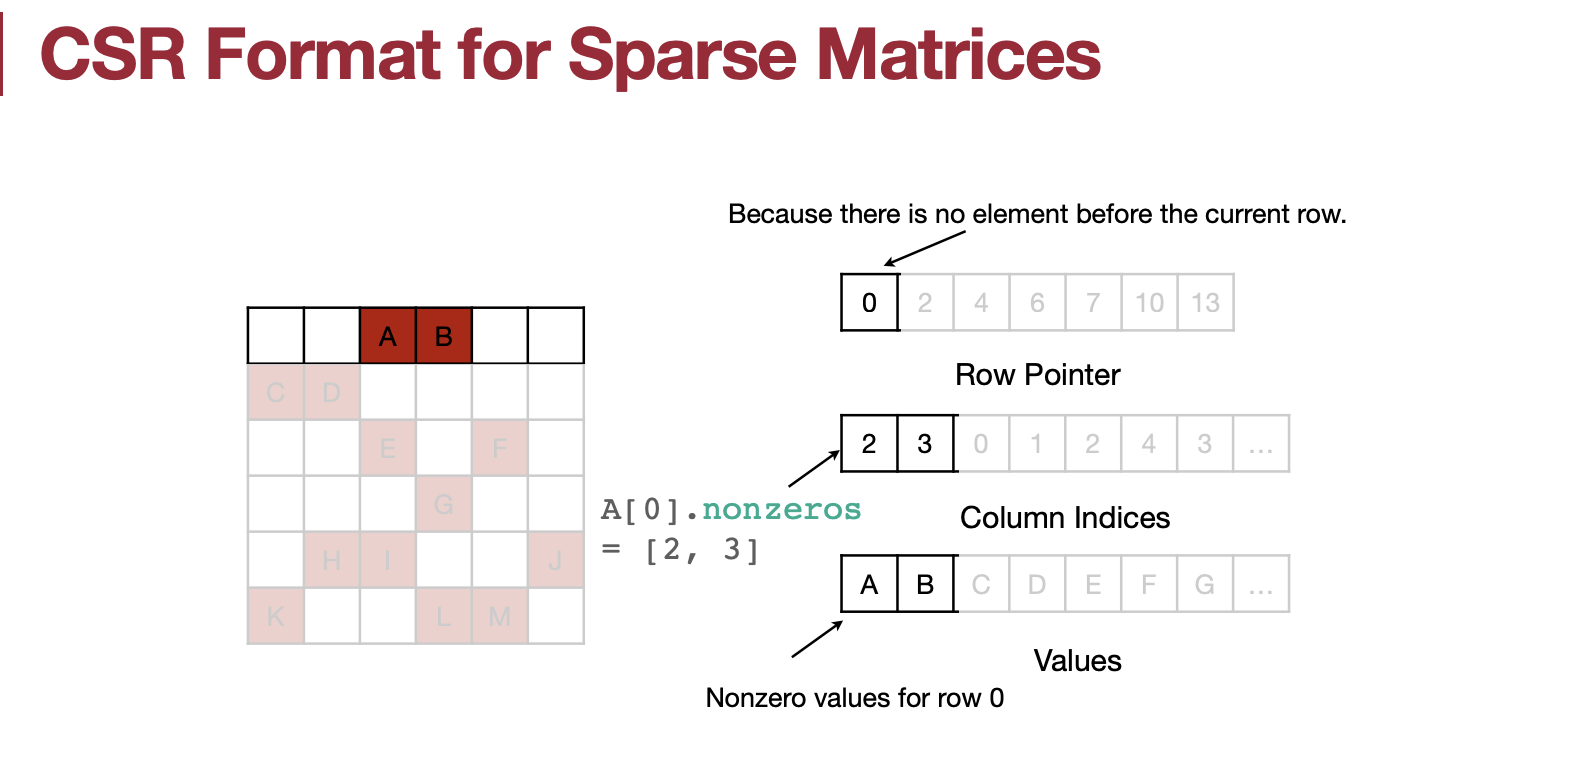 CSR Format for Sparse Matrices
Because there is no element before the current row.
0 2 4 6 7 10 13
Row Pointer
A B
C D
E F
G
H I J
K L M
A[0].nonzeros
= [2, 3]
2 3 0 1 2 4 3 ...
Column Indices
A B C D E F G ...
Values
Nonzero values for row 0